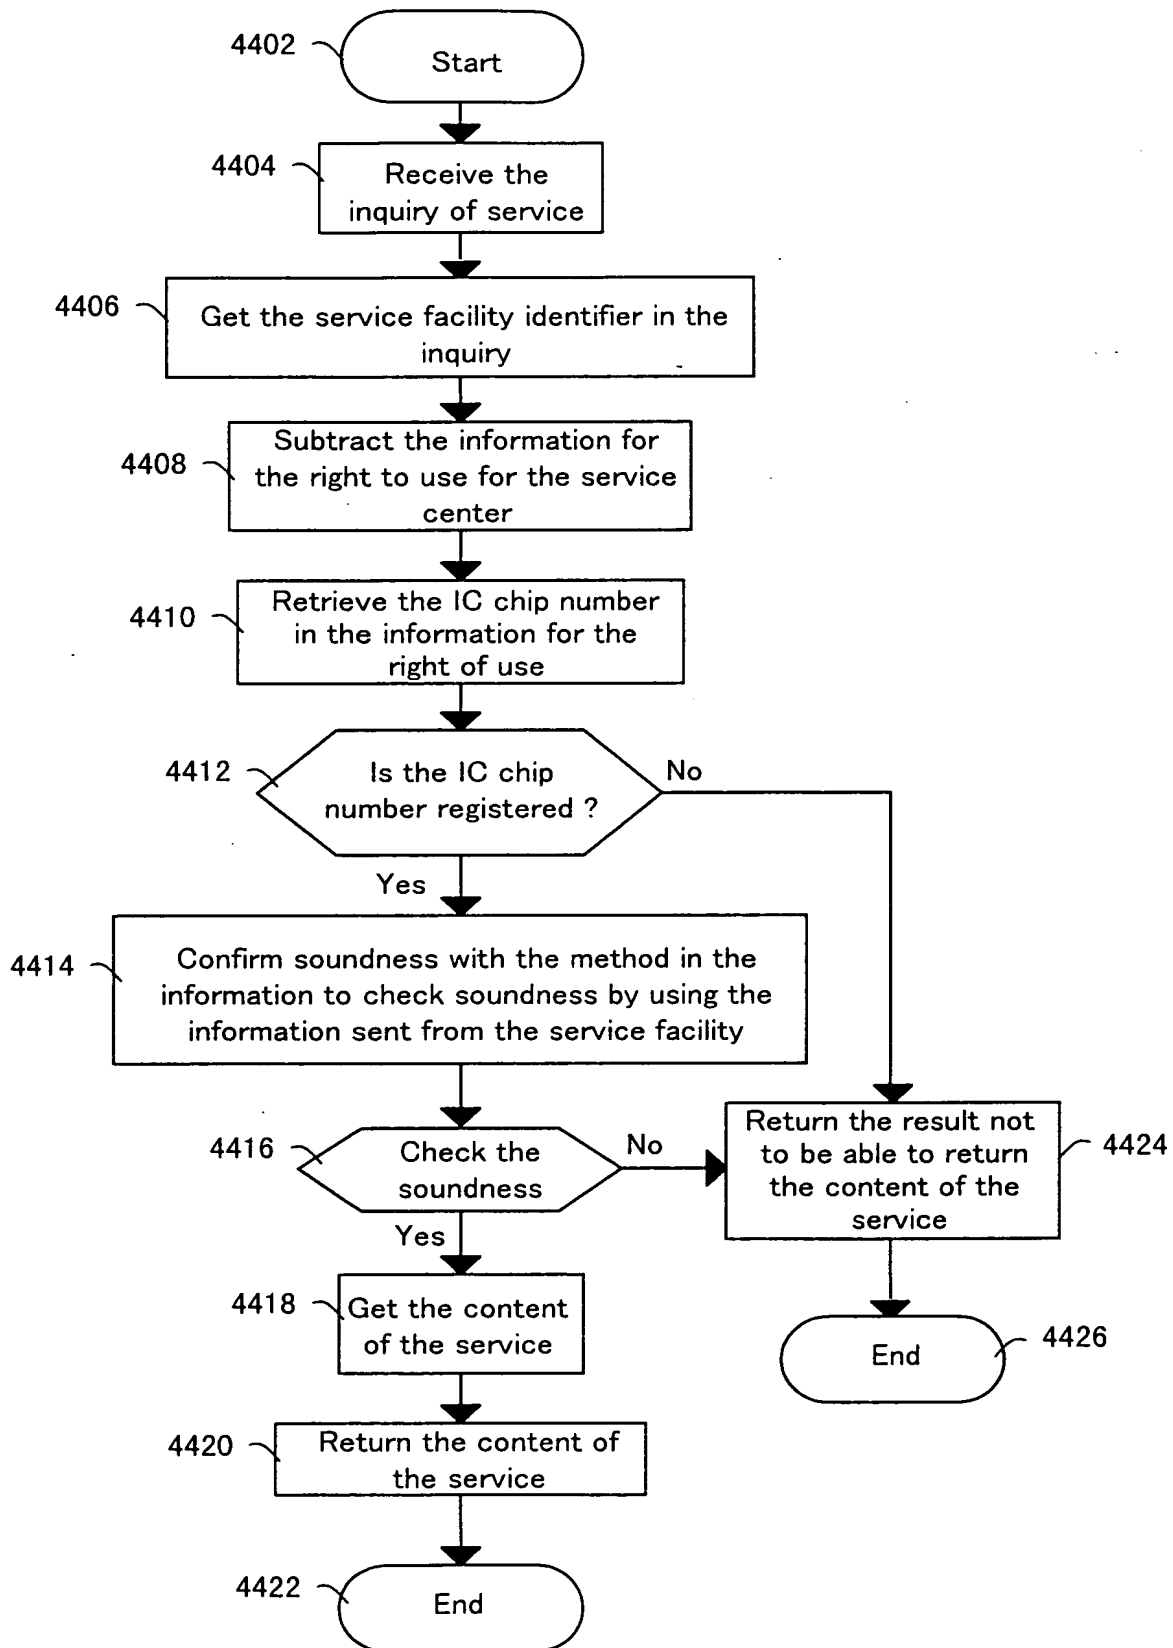 4402
Start
4404
Receive the
inquiry of service
4406
Get the service facility identifier in the
inquiry
4408
Subtract the information for
the right to use for the service
center
4410
Retrieve the IC chip number
in the information for the
right of use
4412
Is the IC chip
number registered ?
No
Yes
4414
Confirm soundness with the method in the
information to check soundness by using the
information sent from the service facility
4416
Check the
soundness
No
Yes
Return the result not
to be able to return
the content of the
service
4424
4418
Get the content
of the service
End
4426
4420
Return the content of
the service
4422
End